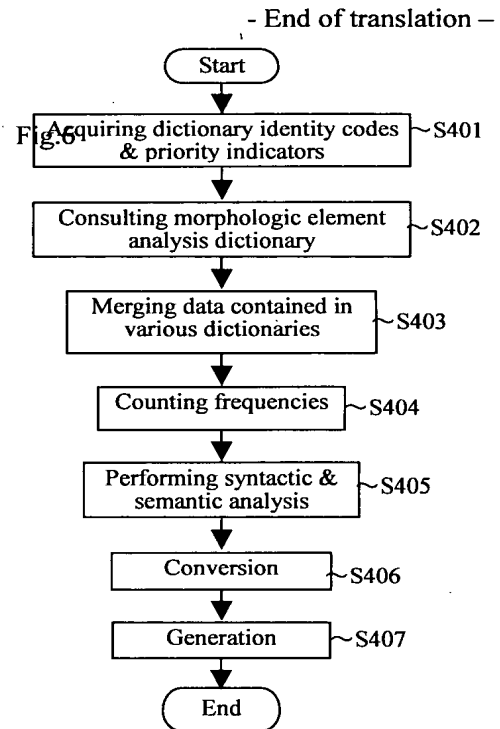 - End of translation –
Start
Fig.6
Acquiring dictionary identity codes
& priority indicators
S401
Consulting morphologic element
analysis dictionary
S402
Merging data contained in
various dictionaries
S403
Counting frequencies
S404
Performing syntactic &
semantic analysis
S405
Conversion
S406
Generation
S407
End